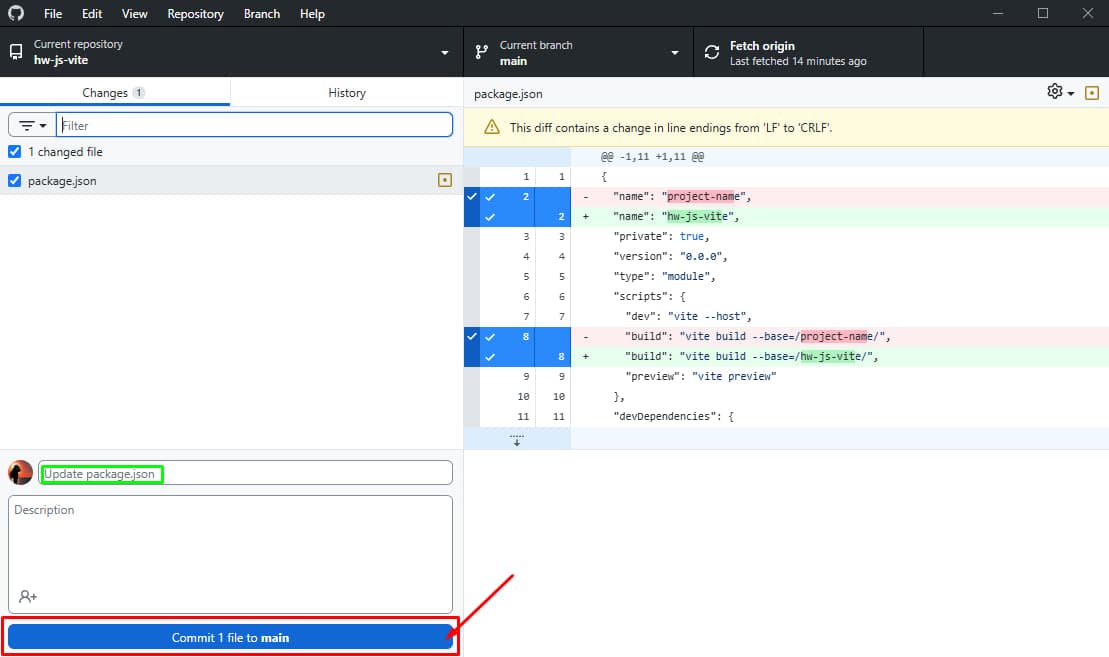 File Edit View Repository Branch Help
Current repository
hw-js-vite
Current branch
main
Fetch origin
Last fetched 14 minutes ago
Changes 1
History
Filter
1 changed file
package.json
package.json
This diff contains a change in line endings from 'LF' to 'CRLF'.
@@ -1,11 +1,11 @@
1 1 {
2 - "name": "project-name",
2 + "name": "hw-js-vite",
3 3 "private": true,
4 4 "version": "0.0.0",
5 5 "type": "module",
6 6 "scripts": {
7 7 "dev": "vite --host",
8 - "build": "vite build --base=/project-name/",
8 + "build": "vite build --base=/hw-js-vite/",
9 9 "preview": "vite preview"
10 10 },
11 11 "devDependencies": {
Update package.json
Description
Commit 1 file to main